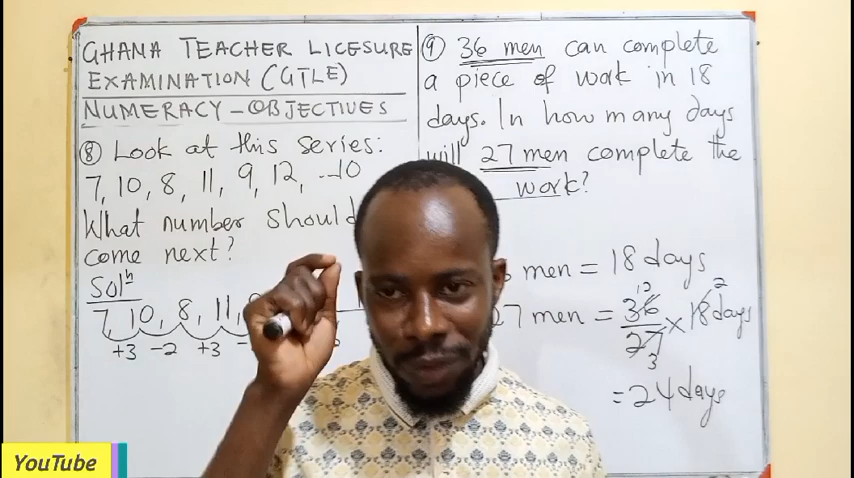 GHANA TEACHER LICESURE
EXAMINATION (GTLE)
NUMERACY - OBJECTIVES
⑧ Look at this series:
7, 10, 8, 11, 9, 12, ... 10
What number should
come next?
Solⁿ
7, 10, 8, 11, 9
+3 -2 +3 -
⑨ 36 men can complete
a piece of work in 18
days. In how many days
will 27 men complete the
work?
men = 18 days
27 men = 36/27 × 18 days
12 2
3
= 24 days
YouTube